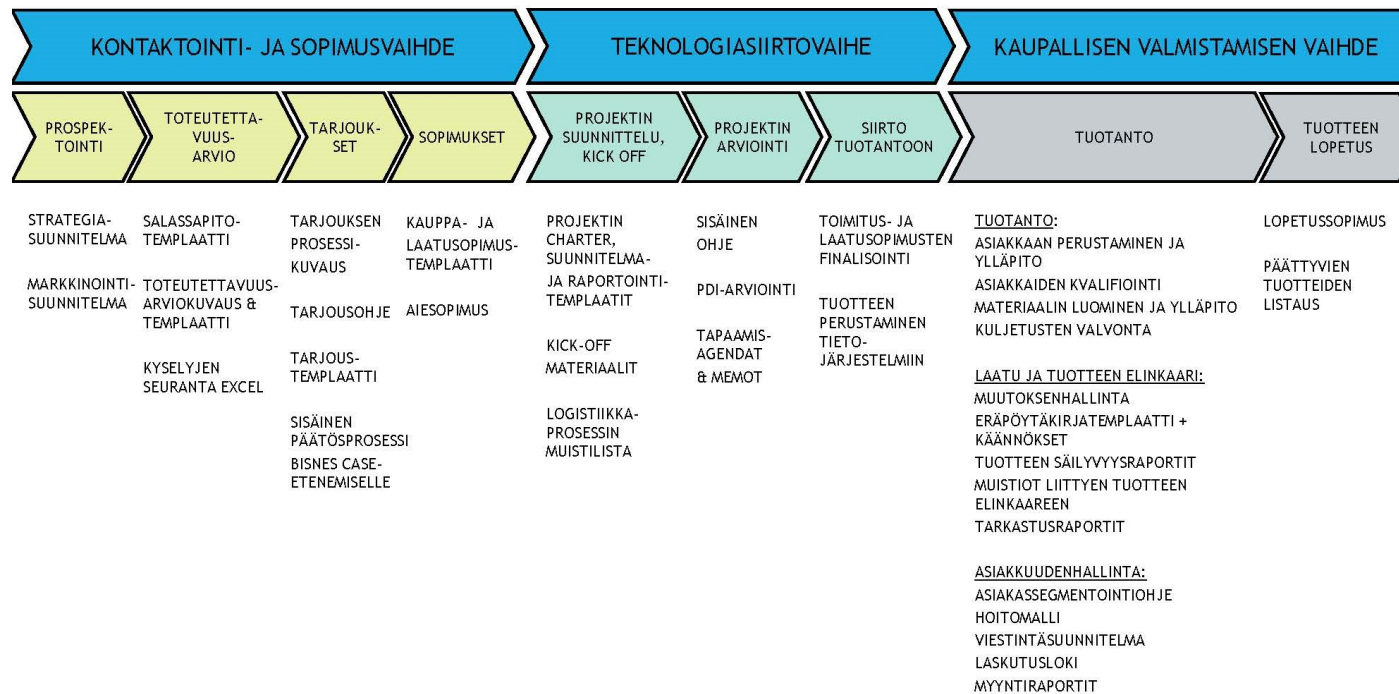 KONTAKTOINTI- JA SOPIMUSVAIHDE
TEKNOLOGIASIIRTOVAIHE
KAUPALLISEN VALMISTAMISEN VAIHDE
PROSPEK-
TOINTI
TOTEUTETTA-
VUUS-
ARVIO
TARJOUK-
SET
SOPIMUKSET
PROJEKTIN
SUUNNITTELU,
KICK OFF
PROJEKTIN
ARVIOINTI
SIIRTO
TUOTANTOON
TUOTANTO
TUOTTEEN
LOPETUS
STRATEGIA-
SUUNNITELMA
MARKKINOINTI-
SUUNNITELMA
SALASSAPITO-
TEMPLAATTI
TOTEUTETTAVUUS-
ARVIOKUVAUS &
TEMPLAATTI
KYSELYJEN
SEURANTA EXCEL
TARJOUKSEN
PROSESSI-
KUVAUS
TARJOUSOHJE
TARJOUS-
TEMPLAATTI
SISÄINEN
PÄÄTÖSPROSESSI
BISNES CASE-
ETENEMISELLE
KAUPPA- JA
LAATUSOPIMUS-
TEMPLAATTI
AIESOPIMUS
PROJEKTIN
CHARTER,
SUUNNITELMA-
JA RAPORTOINTI-
TEMPLAATIT
KICK-OFF
MATERIAALIT
LOGISTIIKKA-
PROSESSIN
MUISTILISTA
SISÄINEN
OHJE
PDI-ARVIOINTI
TAPAAMIS-
AGENDAT
& MEMOT
TOIMITUS- JA
LAATUSOPIMUSTEN
FINALISOINTI
TUOTTEEN
PERUSTAMINEN
TIETO-
JÄRJESTELMIIN
TUOTANTO:
ASIAKKAAN PERUSTAMINEN JA
YLLÄPITO
ASIAKKAIDEN KVALIFIOINTI
MATERIAALIN LUOMINEN JA YLLÄPITO
KULJETUSTEN VALVONTA
LAATU JA TUOTTEEN ELINKAARI:
MUUTOKSENHALLINTA
ERÄPÖYTÄKIRJATEMPLAATTI +
KÄÄNNÖKSET
TUOTTEEN SÄILYVYYSRAPORTIT
MUISTIOT LIITTYEN TUOTTEEN
ELINKAAREEN
TARKASTUSRAPORTIT
ASIAKKUUDENHALLINTA:
ASIAKASSEGMENTOINTIOHJE
HOITOMALLI
VIESTINTÄSUUNNITELMA
LASKUTUSLOKI
MYYNTIRAPORTIT
LOPETUSSOPIMUS
PÄÄTTYVIEN
TUOTTEIDEN
LISTAUS